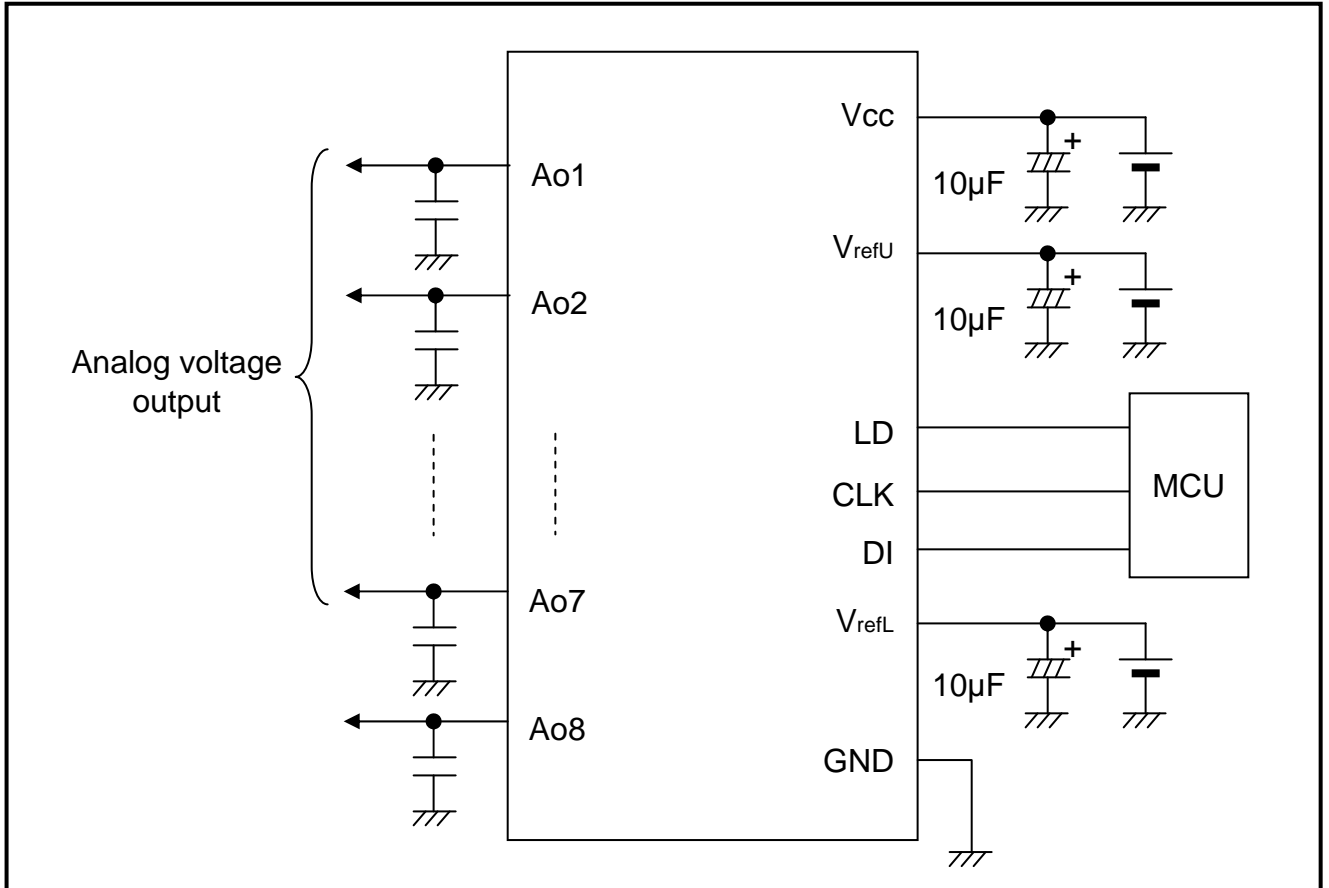 Analog voltage
output
Ao1
Ao2
Ao7
Ao8
Vcc
+
10µF
VrefU
+
10µF
LD
CLK
DI
MCU
VrefL
+
10µF
GND